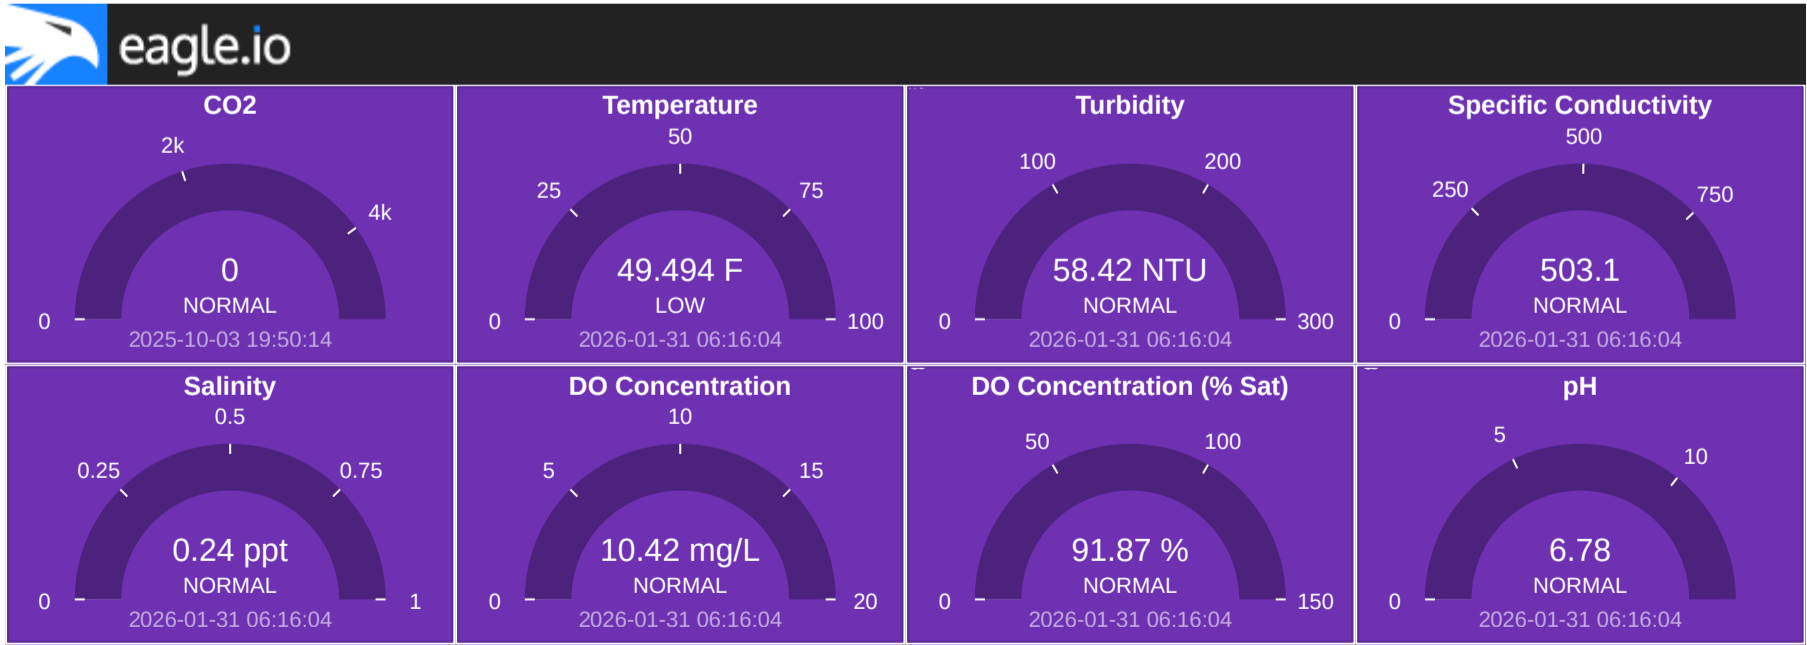 eagle.io
CO2
2k
4k
0
0
NORMAL
2025-10-03 19:50:14
Temperature
50
25
75
49.494 F
LOW
0
100
2026-01-31 06:16:04
Turbidity
100
200
58.42 NTU
NORMAL
0
300
2026-01-31 06:16:04
Specific Conductivity
500
250
750
503.1
NORMAL
0
2026-01-31 06:16:04
Salinity
0.5
0.25
0.75
0.24 ppt
NORMAL
0
1
2026-01-31 06:16:04
DO Concentration
10
5
15
10.42 mg/L
NORMAL
0
20
2026-01-31 06:16:04
DO Concentration (% Sat)
50
100
91.87 %
NORMAL
0
150
2026-01-31 06:16:04
pH
5
10
6.78
NORMAL
0
2026-01-31 06:16:04